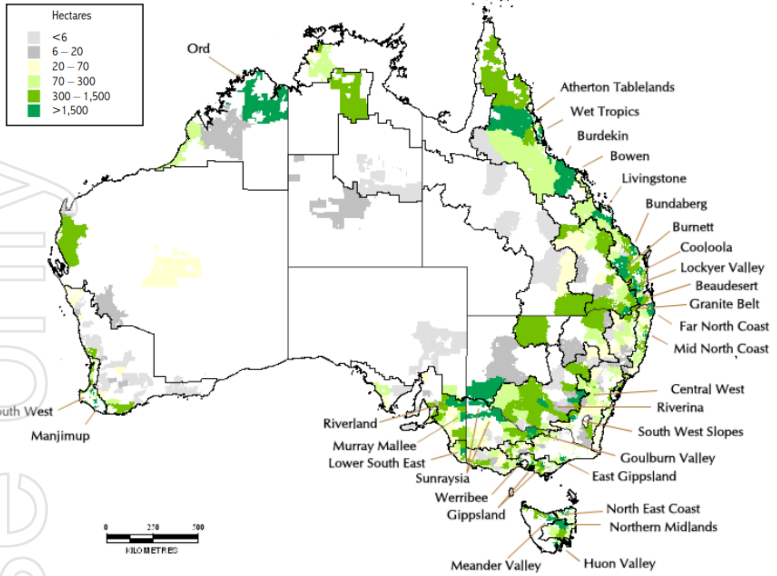 Hectares
<6
6 – 20
20 – 70
70 – 300
300 – 1,500
>1,500
Ord
Atherton Tablelands
Wet Tropics
Burdekin
Bowen
Livingstone
Bundaberg
Burnett
Cooloola
Lockyer Valley
Beaudesert
Granite Belt
Far North Coast
Mid North Coast
Central West
Riverina
South West Slopes
Goulburn Valley
East Gippsland
outh West
Manjimup
Riverland
Murray Mallee
Lower South East
Sunraysia
Werribee
Gippsland
North East Coast
Northern Midlands
Meander Valley
Huon Valley
0 250 500
KILOMETRES